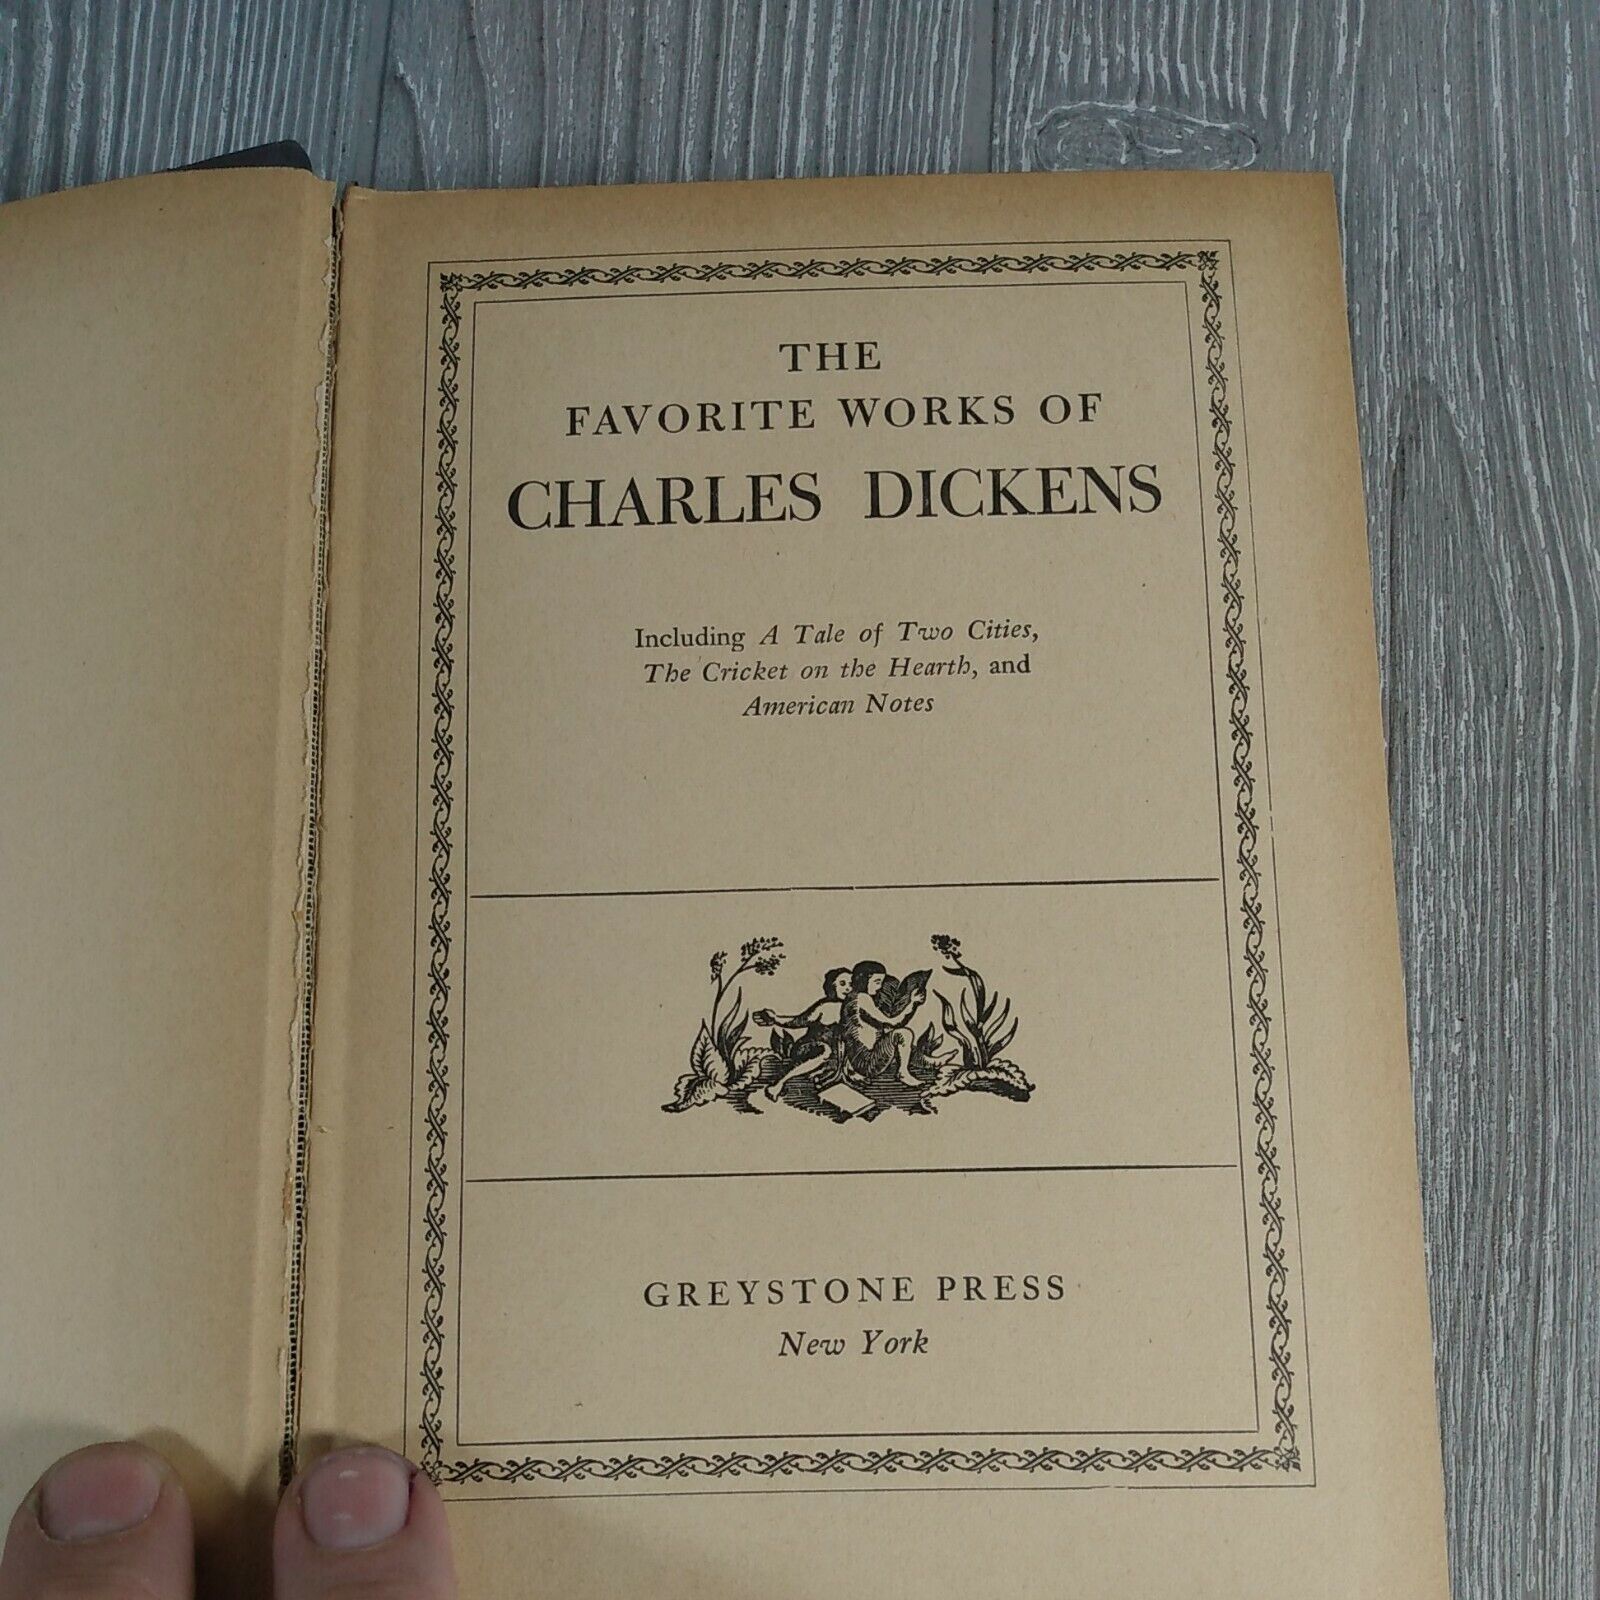 THE
FAVORITE WORKS OF
CHARLES DICKENS
Including A Tale of Two Cities,
The Cricket on the Hearth, and
American Notes
GREYSTONE PRESS
New York